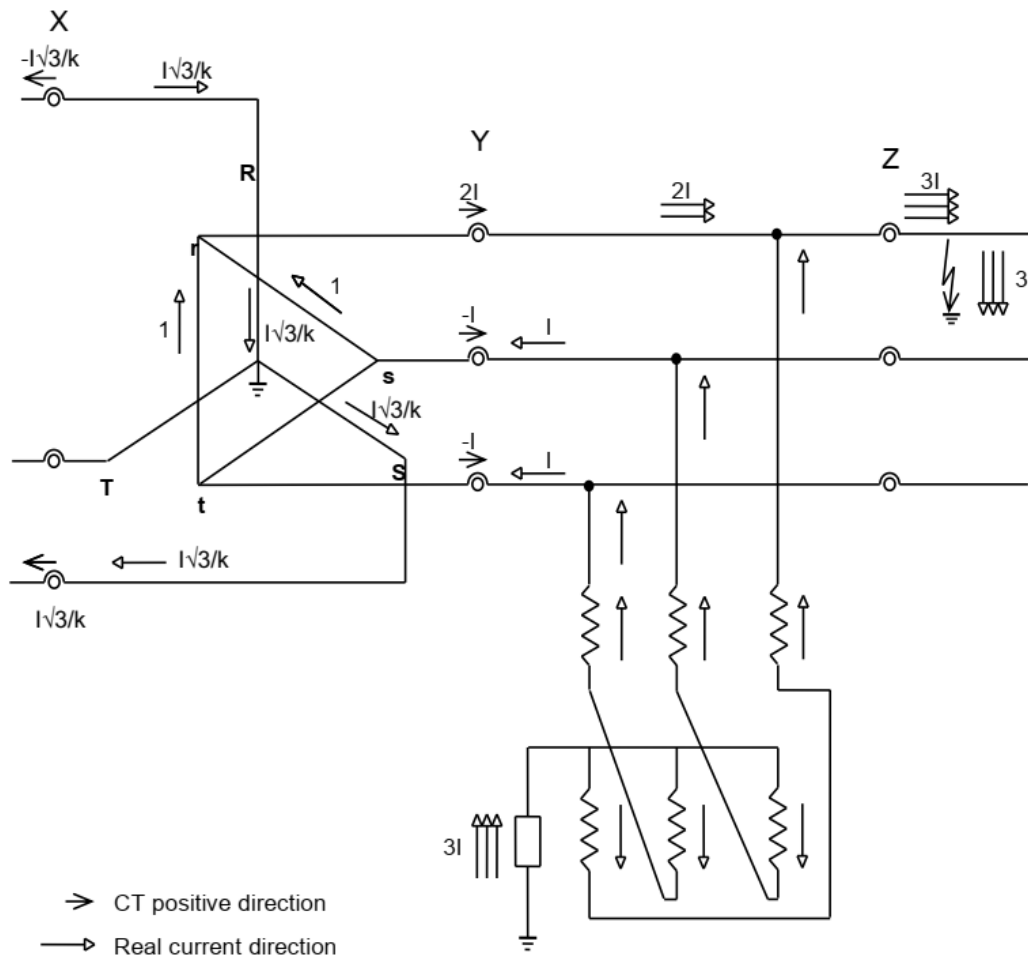 X
-I√3/k
I√3/k
Y
Z
R
2I
2I
3I
r
1
3
-I
I
1
I√3/k
s
I√3/k
-I
I
T
S
t
I√3/k
I√3/k
3I
CT positive direction
Real current direction